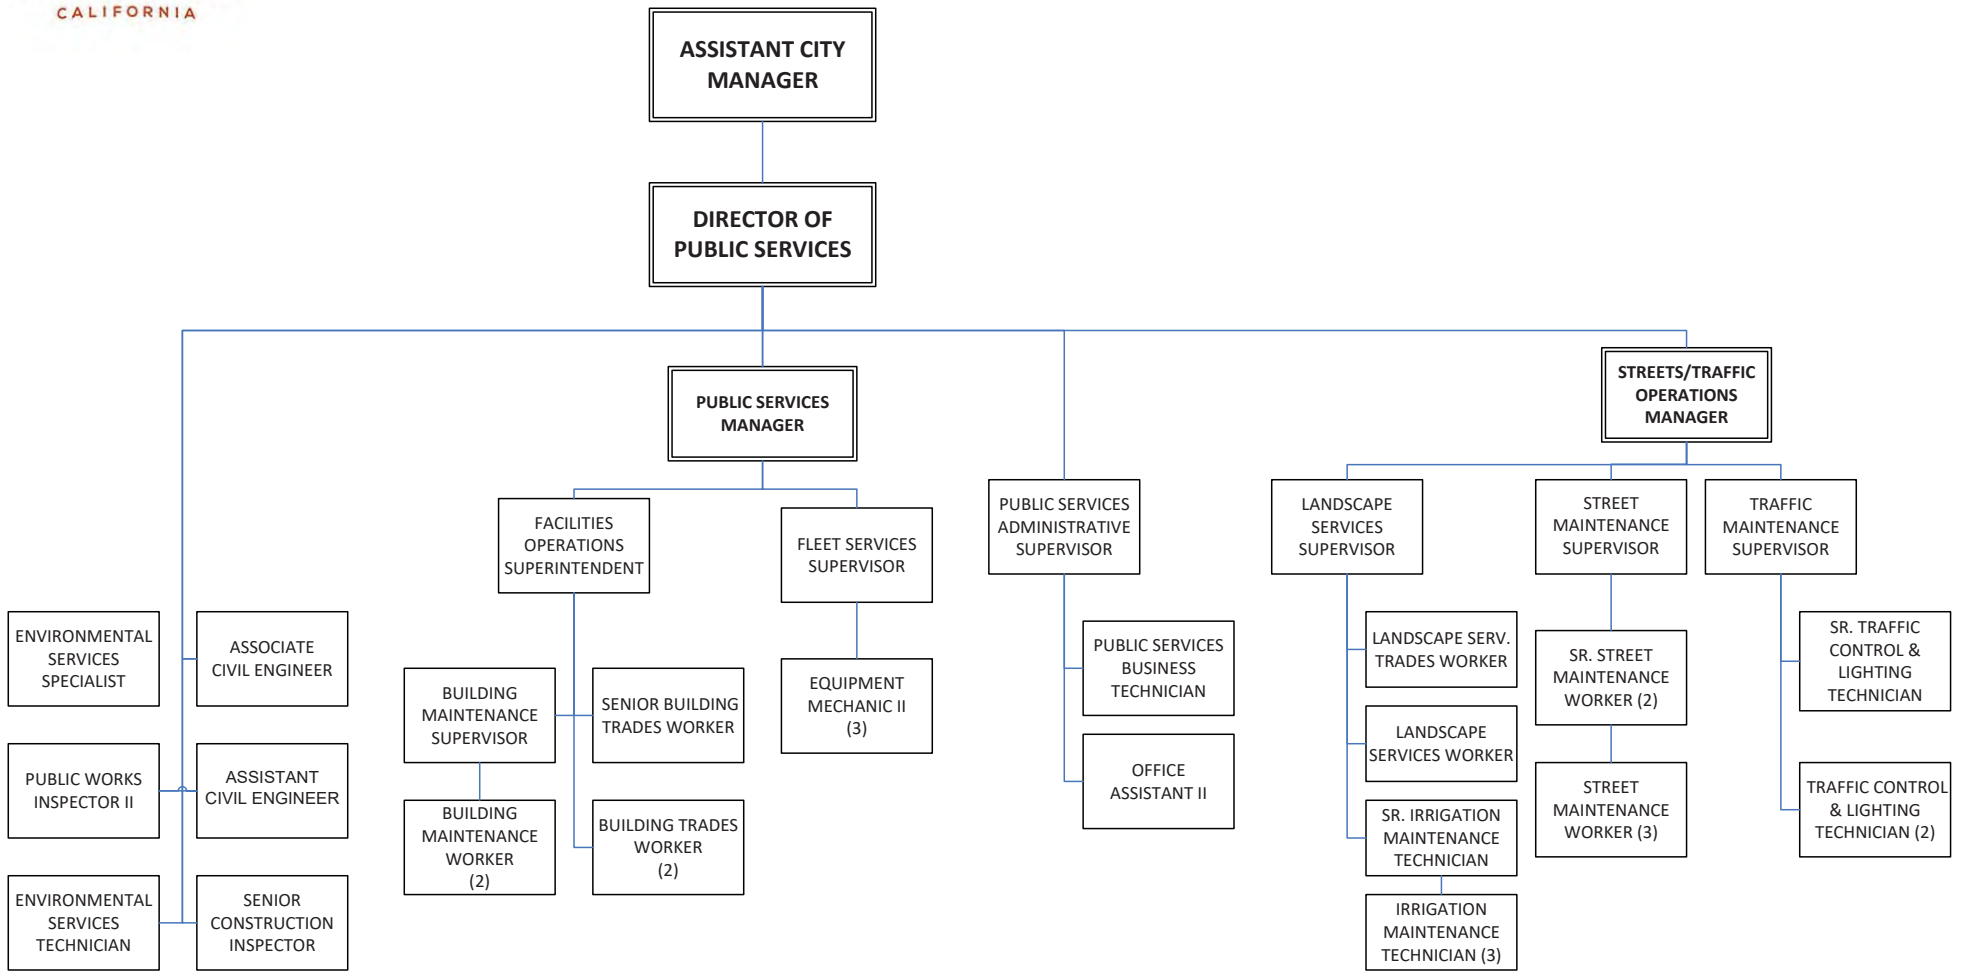 CALIFORNIA
ASSISTANT CITY
MANAGER
DIRECTOR OF
PUBLIC SERVICES
PUBLIC SERVICES
MANAGER
STREETS/TRAFFIC
OPERATIONS
MANAGER
FACILITIES
OPERATIONS
SUPERINTENDENT
FLEET SERVICES
SUPERVISOR
PUBLIC SERVICES
ADMINISTRATIVE
SUPERVISOR
LANDSCAPE
SERVICES
SUPERVISOR
STREET
MAINTENANCE
SUPERVISOR
TRAFFIC
MAINTENANCE
SUPERVISOR
ENVIRONMENTAL
SERVICES
SPECIALIST
ASSOCIATE
CIVIL ENGINEER
BUILDING
MAINTENANCE
SUPERVISOR
SENIOR BUILDING
TRADES WORKER
EQUIPMENT
MECHANIC II
(3)
PUBLIC SERVICES
BUSINESS
TECHNICIAN
LANDSCAPE SERV.
TRADES WORKER
SR. STREET
MAINTENANCE
WORKER (2)
SR. TRAFFIC
CONTROL &
LIGHTING
TECHNICIAN
PUBLIC WORKS
INSPECTOR II
ASSISTANT
CIVIL ENGINEER
BUILDING
MAINTENANCE
WORKER
(2)
BUILDING TRADES
WORKER
(2)
OFFICE
ASSISTANT II
LANDSCAPE
SERVICES WORKER
STREET
MAINTENANCE
WORKER (3)
TRAFFIC CONTROL
& LIGHTING
TECHNICIAN (2)
SR. IRRIGATION
MAINTENANCE
TECHNICIAN
ENVIRONMENTAL
SERVICES
TECHNICIAN
SENIOR
CONSTRUCTION
INSPECTOR
IRRIGATION
MAINTENANCE
TECHNICIAN (3)